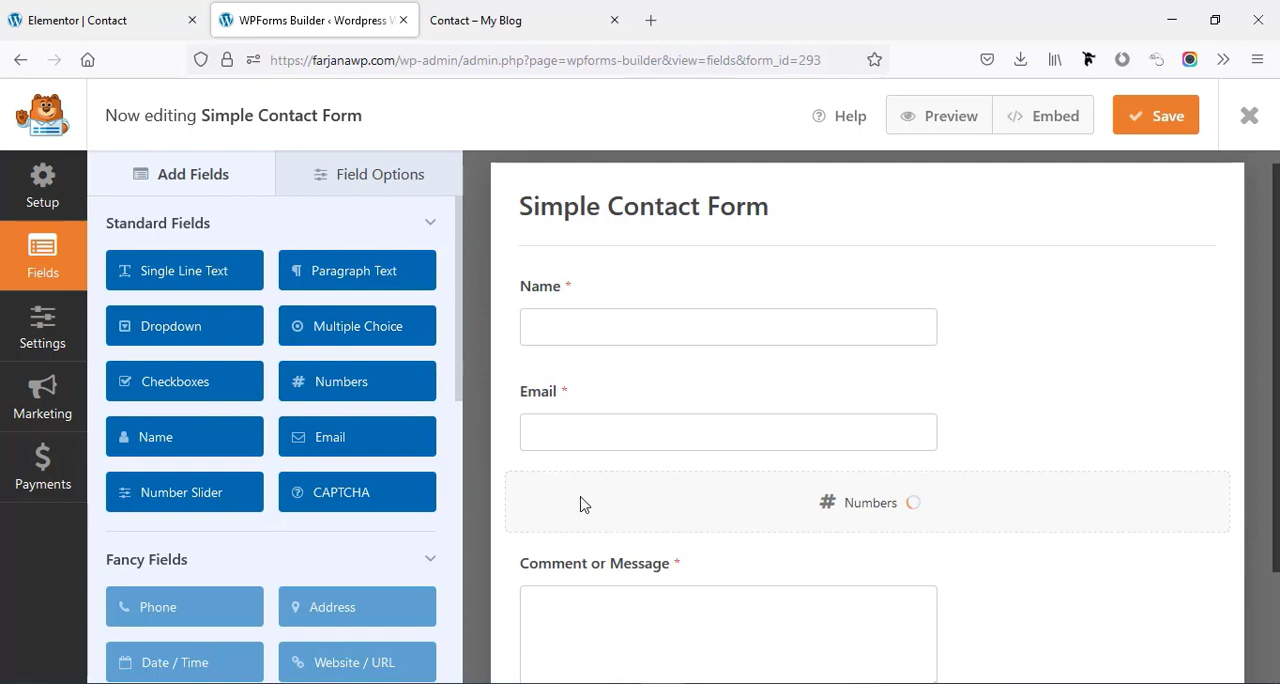 Elementor | Contact
WPForms Builder ‹ Wordpress W
Contact – My Blog
https://farjanawp.com/wp-admin/admin.php?page=wpforms-builder&view=fields&form_id=293
Now editing Simple Contact Form
Help
Preview
Embed
Save
Setup
Fields
Settings
Marketing
Payments
Add Fields
Field Options
Standard Fields
Single Line Text
Paragraph Text
Dropdown
Multiple Choice
Checkboxes
Numbers
Name
Email
Number Slider
CAPTCHA
Fancy Fields
Phone
Address
Date / Time
Website / URL
Simple Contact Form
Name *
Email *
Numbers
Comment or Message *